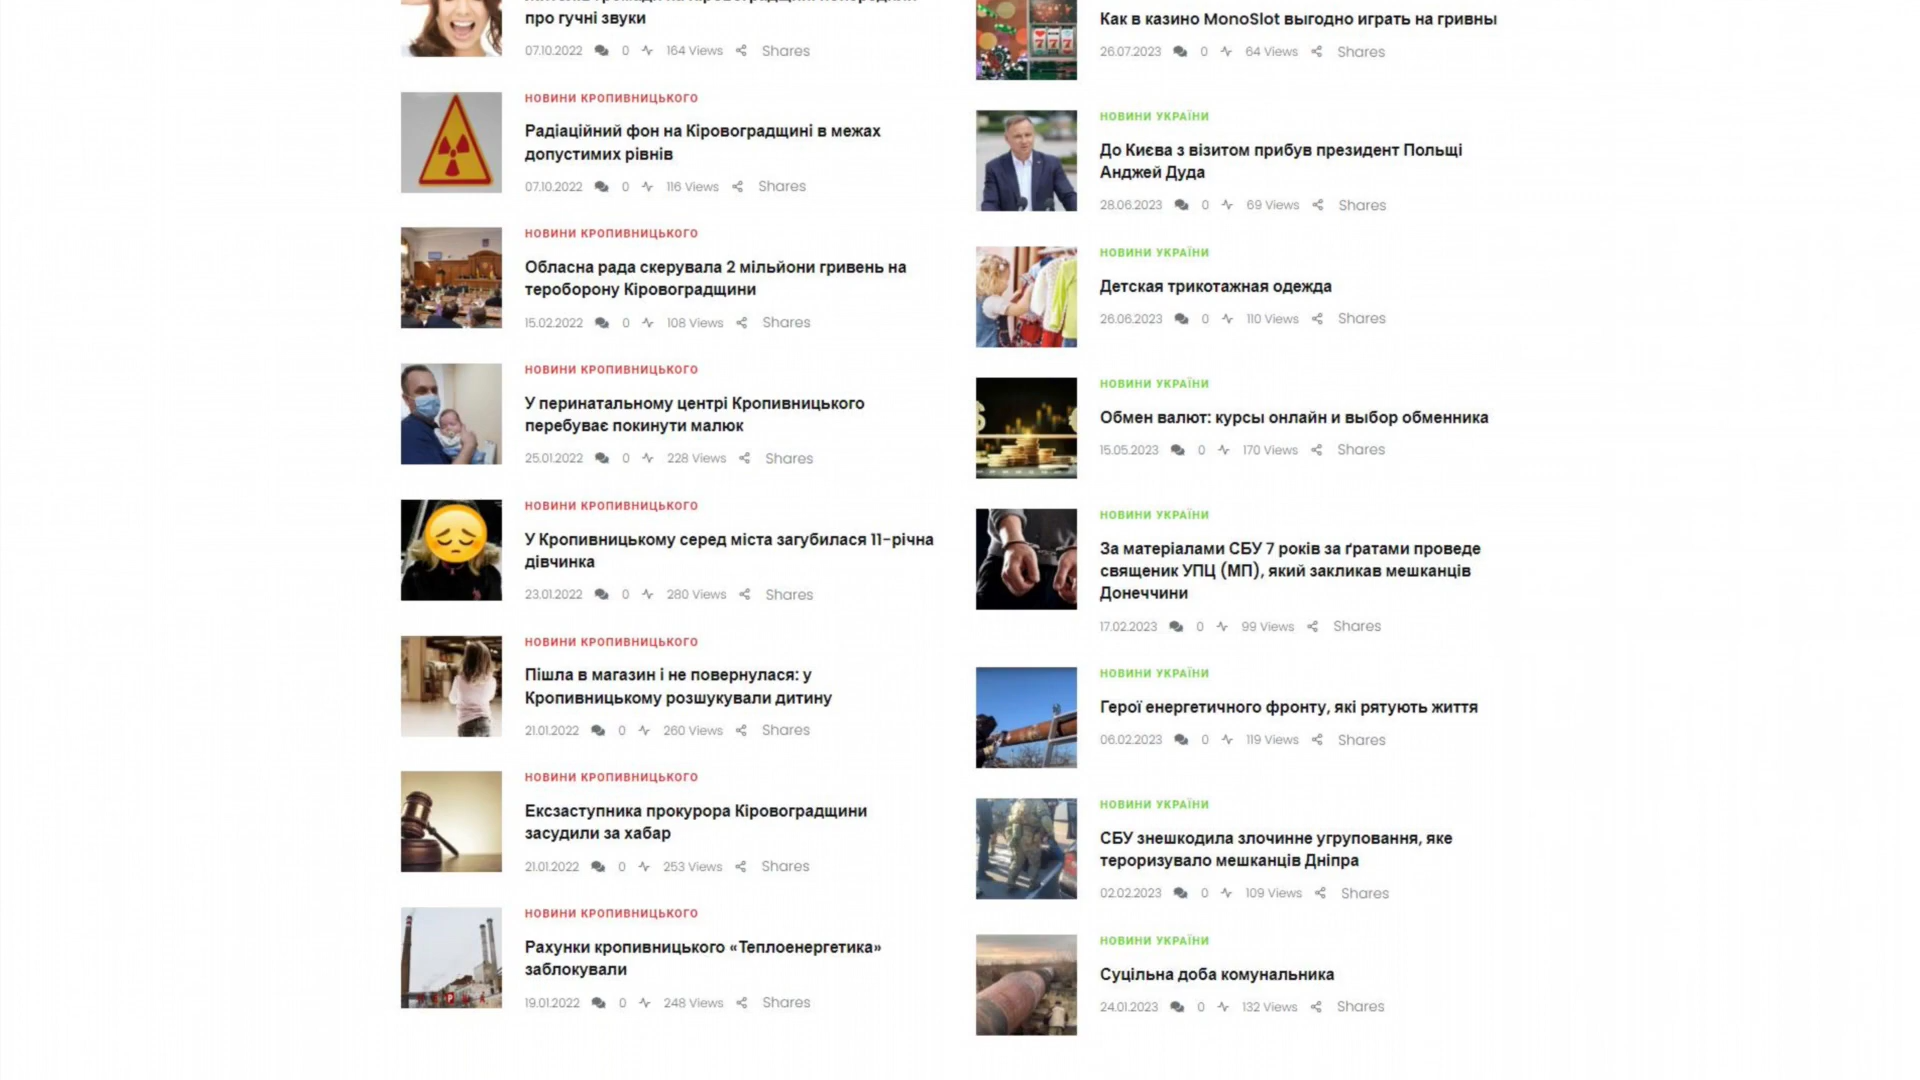 про гучні звуки
07.10.2022 0 164 Views Shares
НОВИНИ КРОПИВНИЦЬКОГО
Радіаційний фон на Кіровоградщині в межах
допустимих рівнів
07.10.2022 0 116 Views Shares
НОВИНИ КРОПИВНИЦЬКОГО
Обласна рада скерувала 2 мільйони гривень на
тероборону Кіровоградщини
15.02.2022 0 108 Views Shares
НОВИНИ КРОПИВНИЦЬКОГО
У перинатальному центрі Кропивницького
перебуває покинути малюк
25.01.2022 0 228 Views Shares
НОВИНИ КРОПИВНИЦЬКОГО
У Кропивницькому серед міста загубилася 11-річна
дівчинка
23.01.2022 0 280 Views Shares
НОВИНИ КРОПИВНИЦЬКОГО
Пішла в магазин і не повернулася: у
Кропивницькому розшукували дитину
21.01.2022 0 260 Views Shares
НОВИНИ КРОПИВНИЦЬКОГО
Ексзаступника прокурора Кіровоградщини
засудили за хабар
21.01.2022 0 253 Views Shares
НОВИНИ КРОПИВНИЦЬКОГО
Рахунки кропивницького «Теплоенергетика»
заблокували
19.01.2022 0 248 Views Shares
Как в казино MonoSlot выгодно играть на гривны
26.07.2023 0 64 Views Shares
НОВИНИ УКРАЇНИ
До Києва з візитом прибув президент Польщі
Анджей Дуда
28.06.2023 0 69 Views Shares
НОВИНИ УКРАЇНИ
Детская трикотажная одежда
26.06.2023 0 110 Views Shares
НОВИНИ УКРАЇНИ
Обмен валют: курсы онлайн и выбор обменника
15.05.2023 0 170 Views Shares
НОВИНИ УКРАЇНИ
За матеріалами СБУ 7 років за ґратами проведе
священик УПЦ (МП), який закликав мешканців
Донеччини
17.02.2023 0 99 Views Shares
НОВИНИ УКРАЇНИ
Герої енергетичного фронту, які рятують життя
06.02.2023 0 119 Views Shares
НОВИНИ УКРАЇНИ
СБУ знешкодила злочинне угруповання, яке
тероризувало мешканців Дніпра
02.02.2023 0 109 Views Shares
НОВИНИ УКРАЇНИ
Суцільна доба комунальника
24.01.2023 0 132 Views Shares